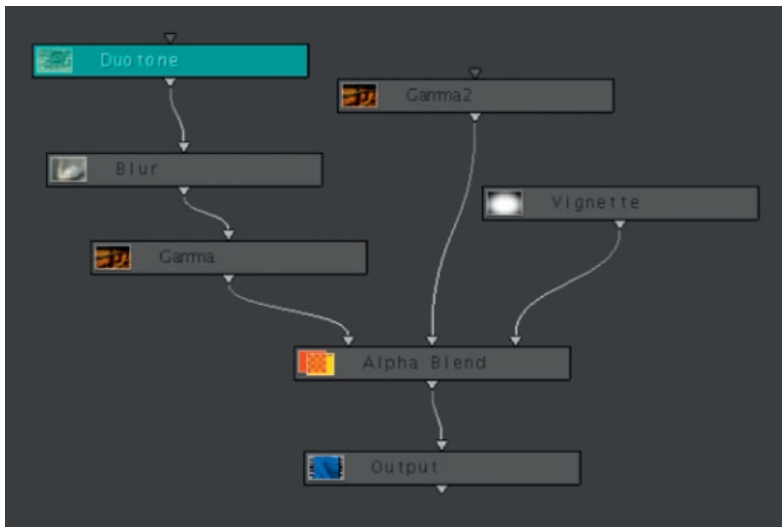 Duotone
Gamma2
Blur
Vignette
Gamma
Alpha Blend
Output